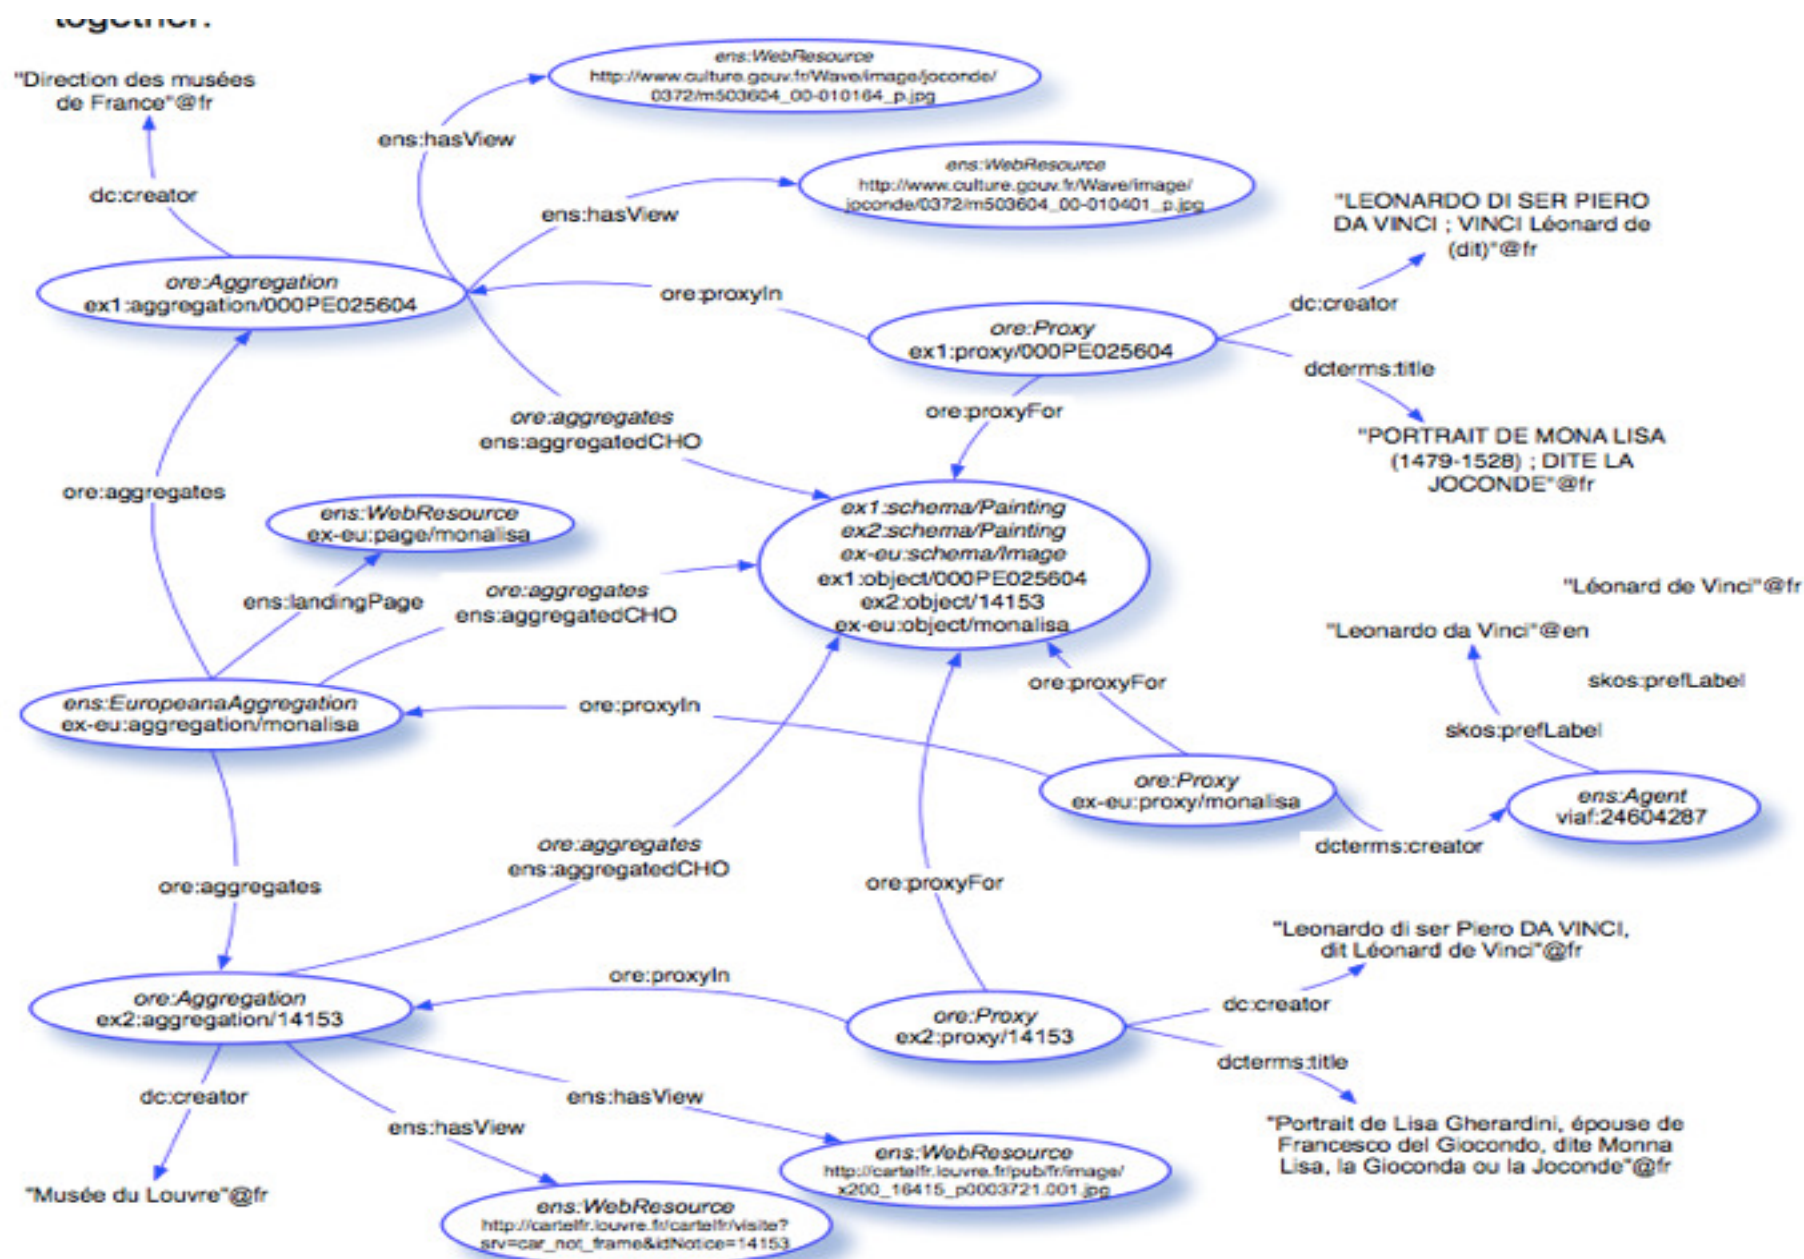 together:
"Direction des musées
de France"@fr
ens:WebResource
http://www.culture.gouv.fr/Wave/image/joconde/
0372/m503604_00-010164_p.jpg
ens:hasView
ens:WebResource
http://www.culture.gouv.fr/Wave/image/
joconde/0372/m503604_00-010401_p.jpg
dc:creator
ens:hasView
"LEONARDO DI SER PIERO
DA VINCI ; VINCI Léonard de
(dit)"@fr
ore:Aggregation
ex1:aggregation/000PE025604
ore:proxyIn
dc:creator
ore:Proxy
ex1:proxy/000PE025604
dcterms:title
ore:aggregates
ens:aggregatedCHO
ore:proxyFor
"PORTRAIT DE MONA LISA
(1479-1528) ; DITE LA
JOCONDE"@fr
ore:aggregates
ens:WebResource
ex-eu:page/monalisa
ex1:schema/Painting
ex2:schema/Painting
ex-eu:schema/Image
ex1:object/000PE025604
ex2:object/14153
ex-eu:object/monalisa
ens:landingPage
ore:aggregates
ens:aggregatedCHO
"Léonard de Vinci"@fr
"Leonardo da Vinci"@en
skos:prefLabel
skos:prefLabel
ore:proxyFor
ens:EuropeanaAggregation
ex-eu:aggregation/monalisa
ore:proxyIn
ore:Proxy
ex-eu:proxy/monalisa
ens:Agent
viaf:24604287
dcterms:creator
ore:aggregates
ens:aggregatedCHO
ore:aggregates
ore:proxyFor
"Leonardo di ser Piero DA VINCI,
dit Léonard de Vinci"@fr
ore:proxyIn
ore:Aggregation
ex2:aggregation/14153
dc:creator
ore:Proxy
ex2:proxy/14153
dcterms:title
dc:creator
ens:hasView
ens:hasView
"Portrait de Lisa Gherardini, épouse de
Francesco del Giocondo, dite Monna
Lisa, la Gioconda ou la Joconde"@fr
ens:WebResource
http://cartelfr.louvre.fr/pub/fr/image/
x200_16415_p0003721.001.jpg
"Musée du Louvre"@fr
ens:WebResource
http://cartelfr.louvre.fr/cartelfr/visite?
srv=car_not_frame&idNotice=14153